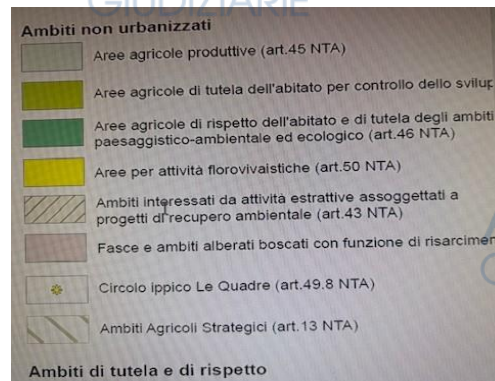 GIUDIZIARIE
Ambiti non urbanizzati
Aree agricole produttive (art.45 NTA)
Aree agricole di tutela dell'abitato per controllo dello svilup
Aree agricole di rispetto dell'abitato e di tutela degli ambiti
paesaggistico-ambientale ed ecologico (art.46 NTA)
Aree per attività florovivaistiche (art.50 NTA)
Ambiti interessati da attività estrattive assoggettati a
progetti di recupero ambientale (art.43 NTA)
Fasce e ambiti alberati boscati con funzione di risarcimen
Circolo ippico Le Quadre (art.49.8 NTA)
Ambiti Agricoli Strategici (art.13 NTA)
Ambiti di tutela e di rispetto